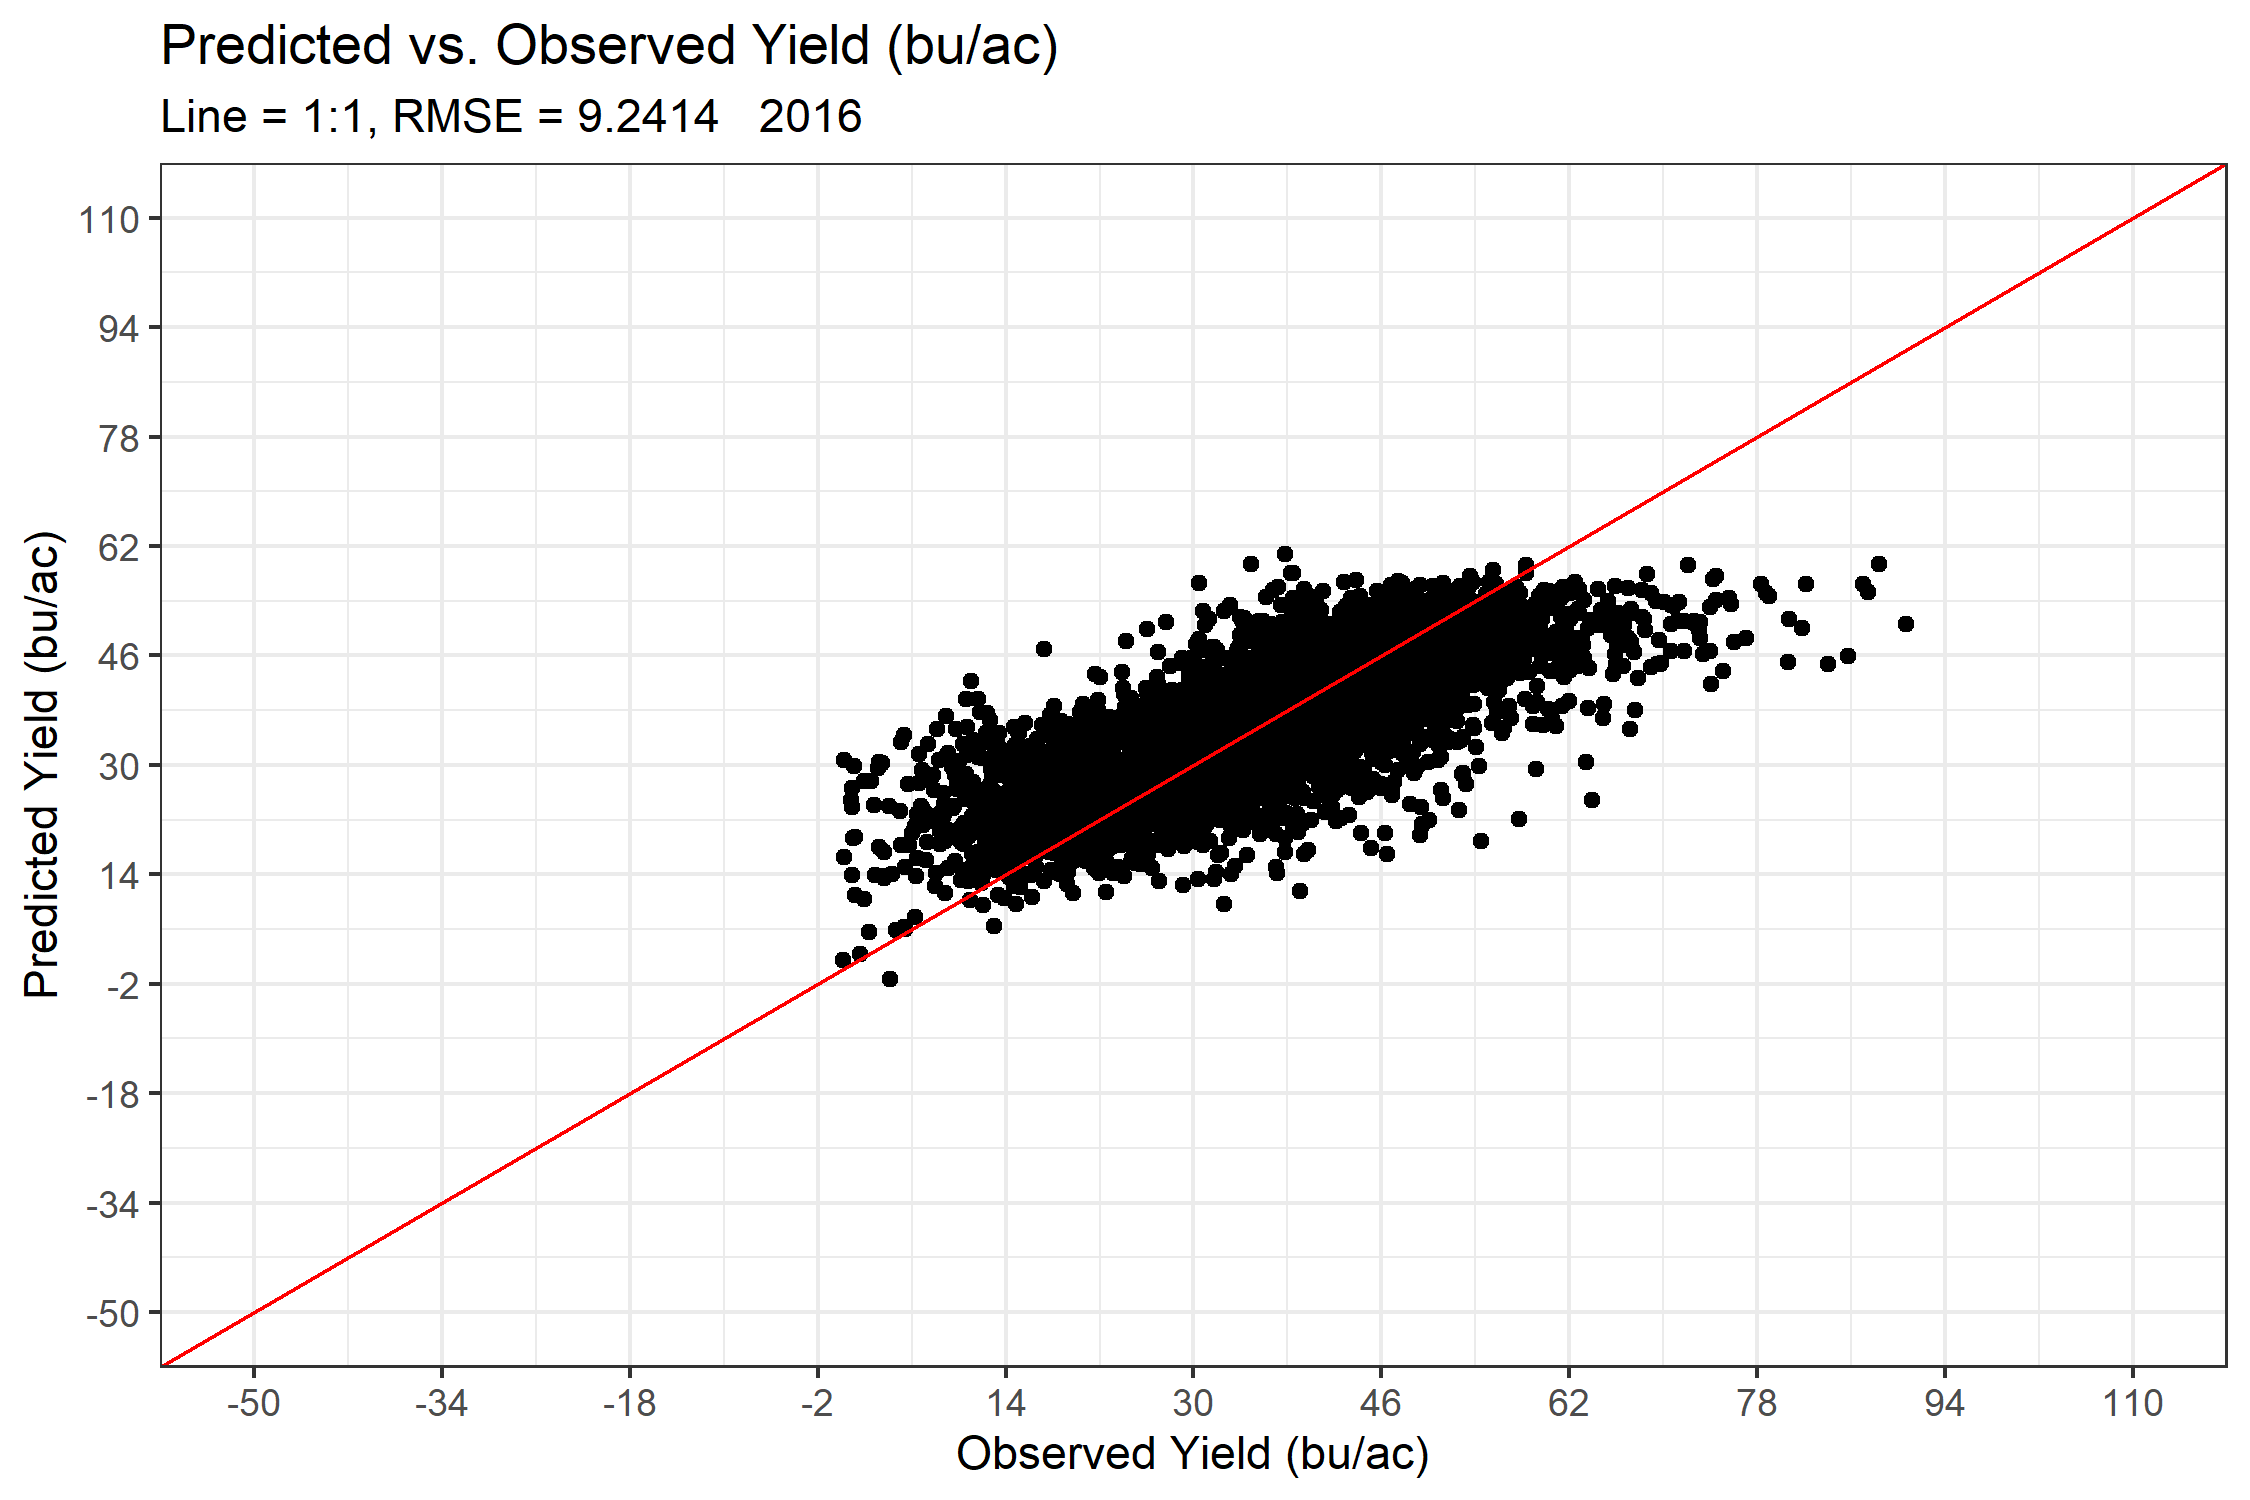 Predicted vs. Observed Yield (bu/ac)
Line = 1:1, RMSE = 9.2414   2016
Predicted Yield (bu/ac)
110
94
78
62
46
30
14
-2
-18
-34
-50
-50 -34 -18 -2 14 30 46 62 78 94 110
Observed Yield (bu/ac)